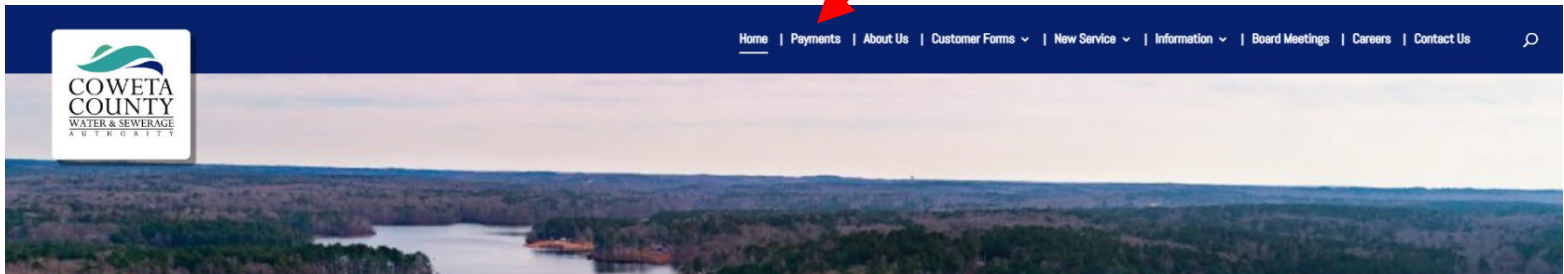 Home | Payments | About Us | Customer Forms | New Service | Information | Board Meetings | Careers | Contact Us
COWETA
COUNTY
WATER & SEWERAGE
AUTHORITY